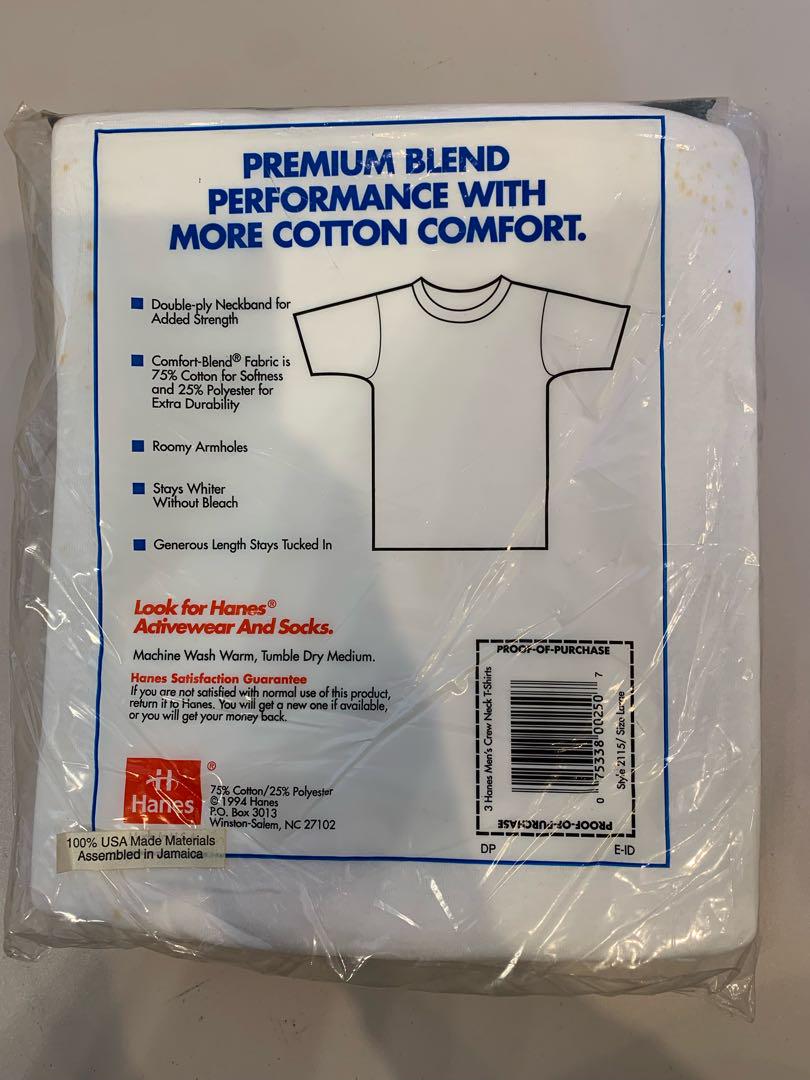 PREMIUM BLEND
PERFORMANCE WITH
MORE COTTON COMFORT.
Double-ply Neckband for
Added Strength
Comfort-Blend® Fabric is
75% Cotton for Softness
and 25% Polyester for
Extra Durability
Roomy Armholes
Stays Whiter
Without Bleach
Generous Length Stays Tucked In
Look for Hanes®
Activewear And Socks.
Machine Wash Warm, Tumble Dry Medium.
Hanes Satisfaction Guarantee
If you are not satisfied with normal use of this product,
return it to Hanes. You will get a new one if available,
or you will get your money back.
H
Hanes
®
75% Cotton/25% Polyester
© 1994 Hanes
P.O. Box 3013
Winston-Salem, NC 27102
100% USA Made Materials
Assembled in Jamaica
PROOF-OF-PURCHASE
3 Hanes Men's Crew Neck T-Shirts
0 75338 00250 7
Style 2115/ Size Large
PROOF-OF-PURCHASE
DP
E-ID